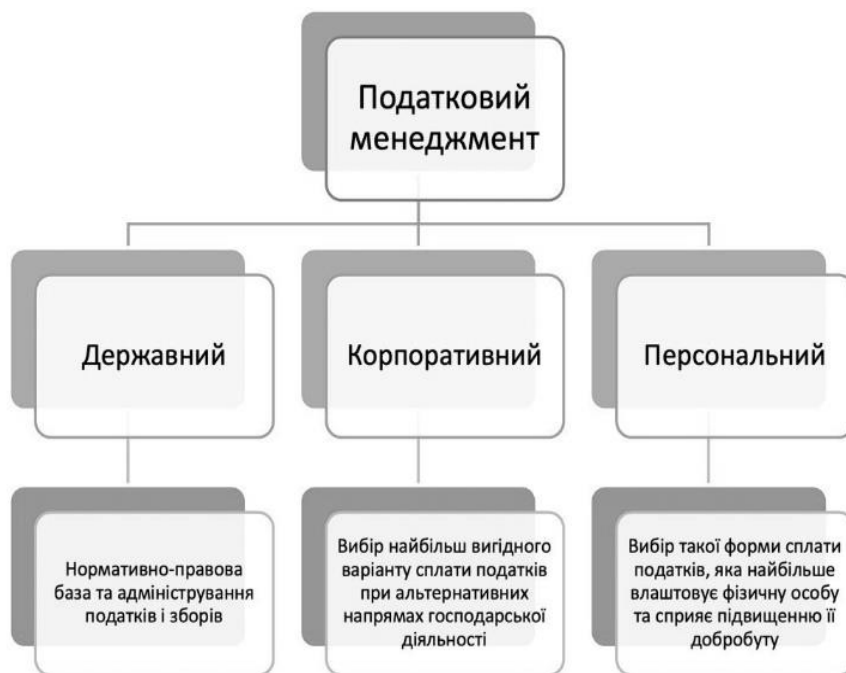 Податковий
менеджмент
Державний
Корпоративний
Персональний
Нормативно-правова
база та адміністрування
податків і зборів
Вибір найбільш вигідного
варіанту сплати податків
при альтернативних
напрямах господарської
діяльності
Вибір такої форми сплати
податків, яка найбільше
влаштовує фізичну особу
та сприяє підвищенню її
добробуту